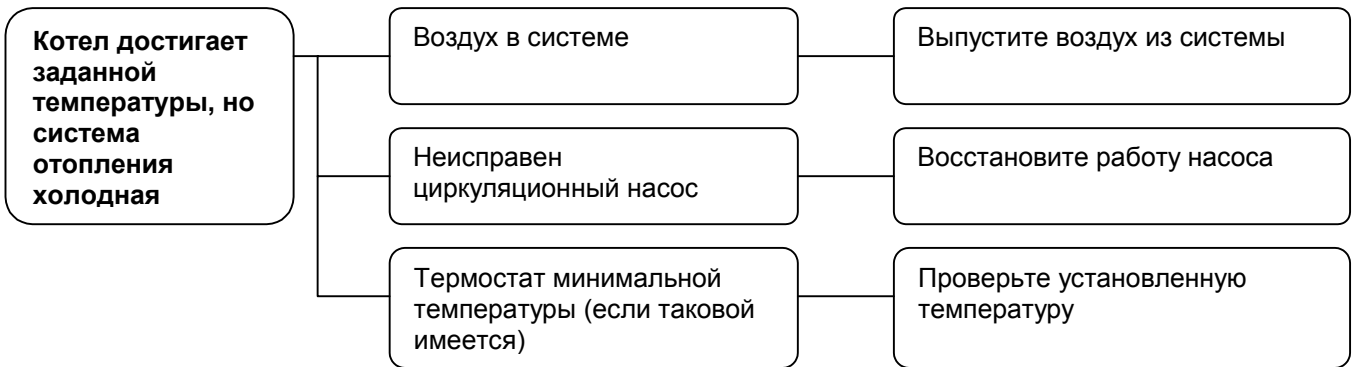 Котел достигает
заданной
температуры, но
система
отопления
холодная
Воздух в системе
Выпустите воздух из системы
Неисправен
циркуляционный насос
Восстановите работу насоса
Термостат минимальной
температуры (если таковой
имеется)
Проверьте установленную
температуру